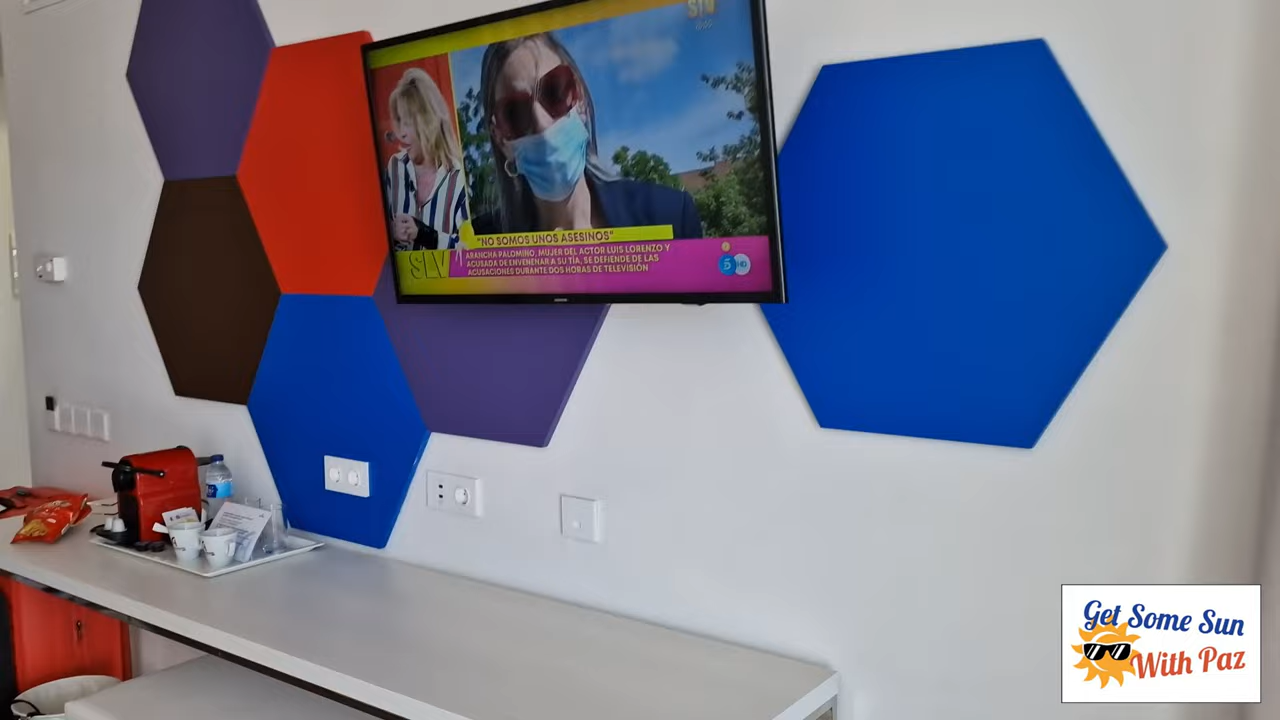 SLV
"NO SOMOS UNOS ASESINOS"
SLV
ARANCHA PALOMINO, MUJER DEL ACTOR LUIS LORENZO Y
ACUSADA DE ENVENENAR A SU TÍA, SE DEFIENDE DE LAS
ACUSACIONES DURANTE DOS HORAS DE TELEVISIÓN
5 HD
Get Some Sun
With Paz